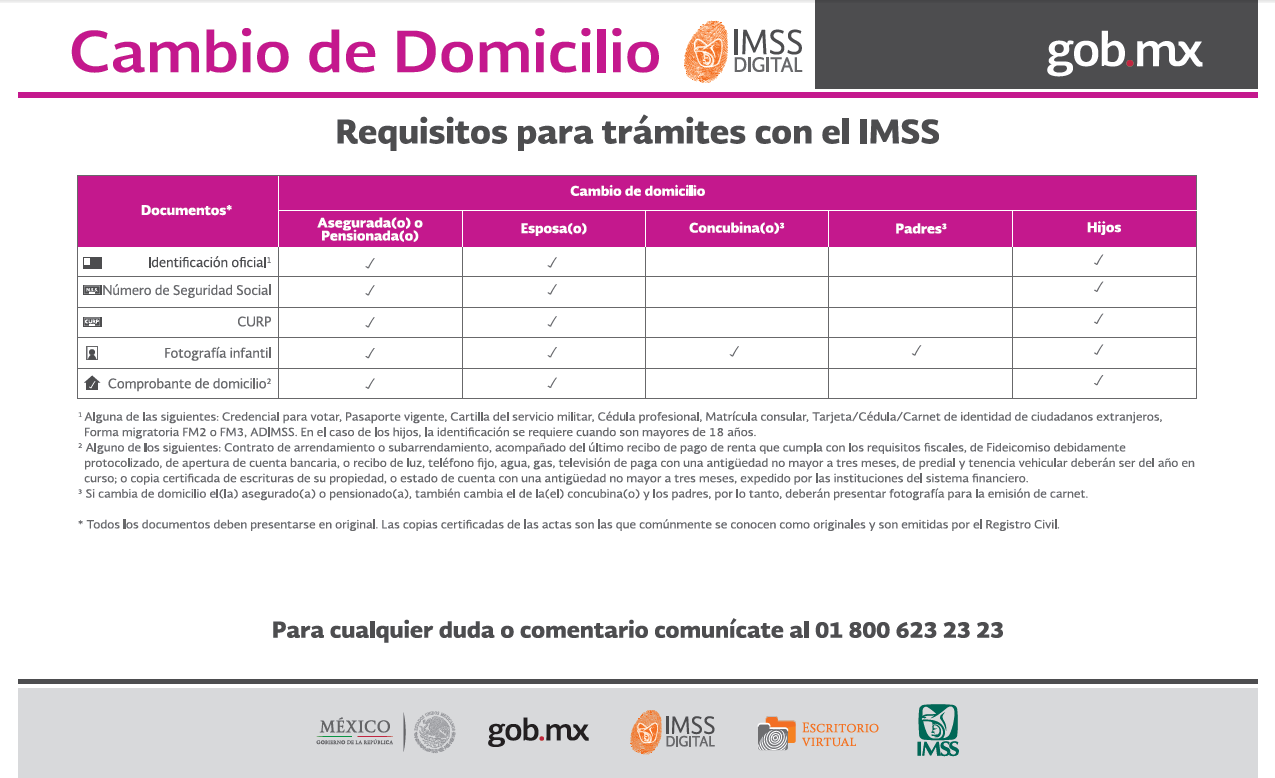 Cambio de Domicilio
IMSS
DIGITAL
gob.mx
Requisitos para trámites con el IMSS
Documentos*
Cambio de domicilio
Asegurada(o) o
Pensionada(o)
Esposa(o)
Concubina(o)³
Padres³
Hijos
Identificación oficial¹ ✓ ✓ ✓
Número de Seguridad Social ✓ ✓ ✓
CURP ✓ ✓ ✓
Fotografía infantil ✓ ✓ ✓ ✓ ✓
Comprobante de domicilio² ✓ ✓ ✓
¹ Alguna de las siguientes: Credencial para votar, Pasaporte vigente, Cartilla del servicio militar, Cédula profesional, Matrícula consular, Tarjeta/Cédula/Carnet de identidad de ciudadanos extranjeros,
Forma migratoria FM2 o FM3, ADIMSS. En el caso de los hijos, la identificación se requiere cuando son mayores de 18 años.
² Alguno de los siguientes: Contrato de arrendamiento o subarrendamiento, acompañado del último recibo de pago de renta que cumpla con los requisitos fiscales, de Fideicomiso debidamente
protocolizado, de apertura de cuenta bancaria, o recibo de luz, teléfono fijo, agua, gas, televisión de paga con una antigüedad no mayor a tres meses, de predial y tenencia vehicular deberán ser del año en
curso; o copia certificada de escrituras de su propiedad, o estado de cuenta con una antigüedad no mayor a tres meses, expedido por las instituciones del sistema financiero.
³ Si cambia de domicilio el(la) asegurado(a) o pensionado(a), también cambia el de la(el) concubina(o) y los padres, por lo tanto, deberán presentar fotografía para la emisión de carnet.
* Todos los documentos deben presentarse en original. Las copias certificadas de las actas son las que comúnmente se conocen como originales y son emitidas por el Registro Civil.
Para cualquier duda o comentario comunícate al 01 800 623 23 23
MÉXICO
GOBIERNO DE LA REPÚBLICA
gob.mx
IMSS
DIGITAL
ESCRITORIO
VIRTUAL
IMSS